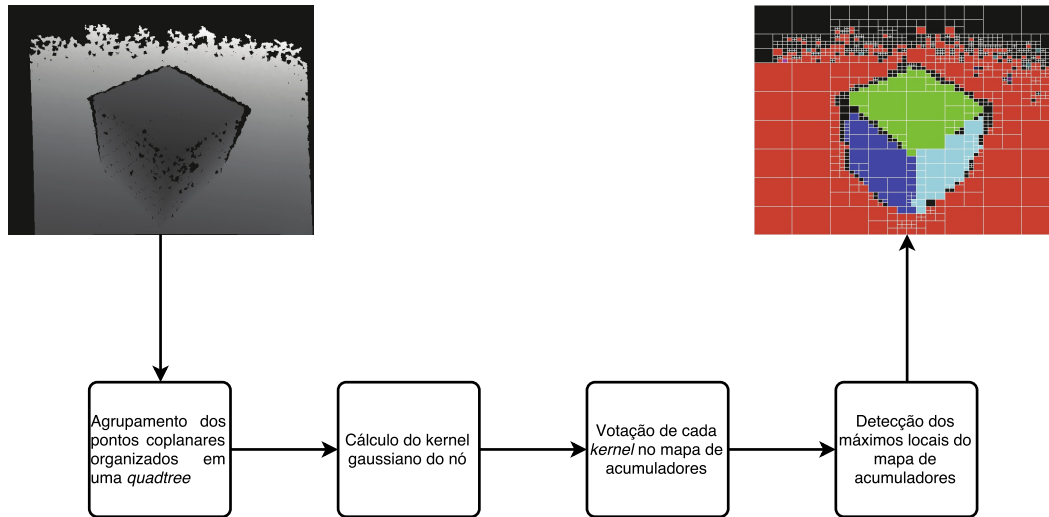 Agrupamento dos
pontos coplanares
organizados em
uma quadtree
Cálculo do kernel
gaussiano do nó
Votação de cada
kernel no mapa de
acumuladores
Detecção dos
máximos locais do
mapa de
acumuladores